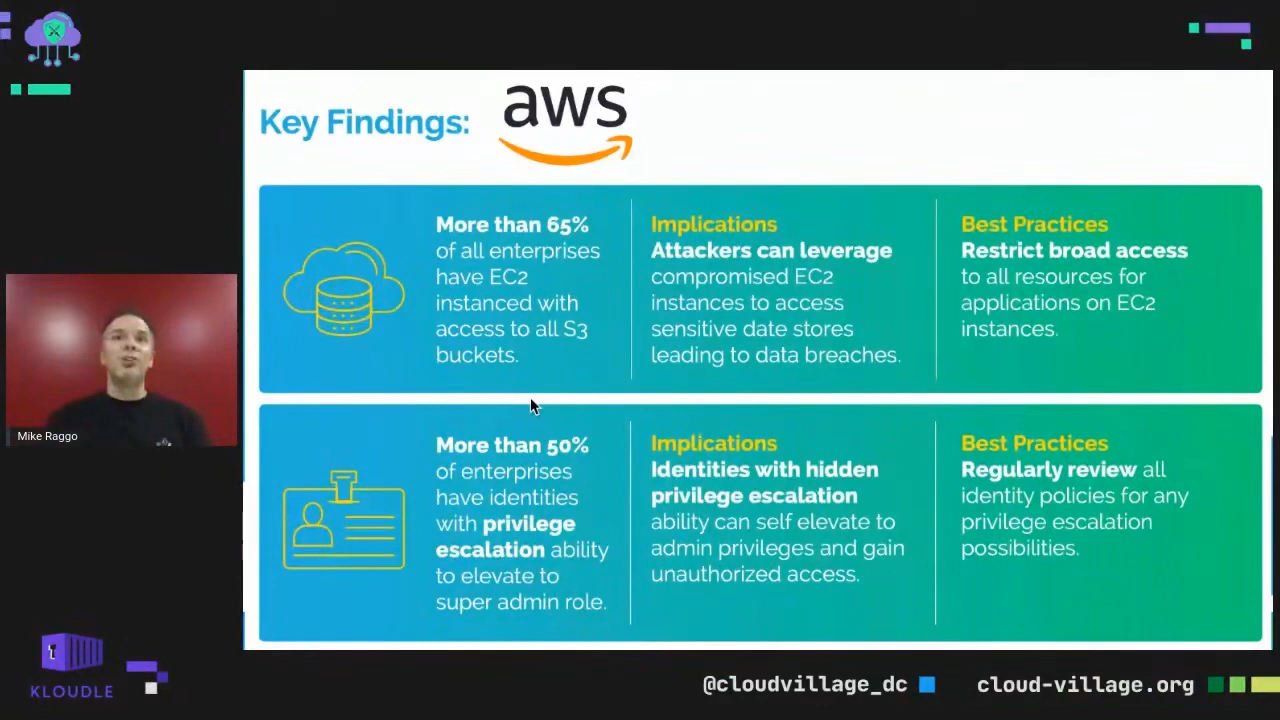 Key Findings:
aws
More than 65%
of all enterprises
have EC2
instanced with
access to all S3
buckets.
Implications
Attackers can leverage
compromised EC2
instances to access
sensitive date stores
leading to data breaches.
Best Practices
Restrict broad access
to all resources for
applications on EC2
instances.
More than 50%
of enterprises
have identities
with privilege
escalation ability
to elevate to
super admin role.
Implications
Identities with hidden
privilege escalation
ability can self elevate to
admin privileges and gain
unauthorized access.
Best Practices
Regularly review all
identity policies for any
privilege escalation
possibilities.
Mike Raggo
KLOUDLE
@cloudvillage_dc
cloud-village.org